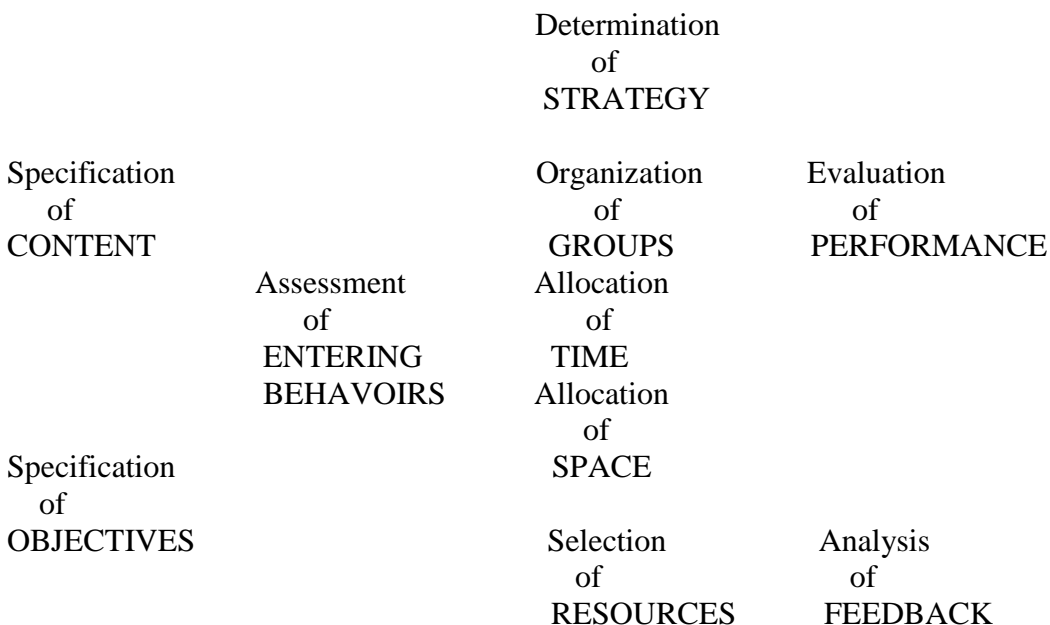 Determination
of
STRATEGY
Specification Organization Evaluation
of of of
CONTENT GROUPS PERFORMANCE
Assessment Allocation
of of
ENTERING TIME
BEHAVOIRS Allocation
of
Specification SPACE
of
OBJECTIVES Selection Analysis
of of
RESOURCES FEEDBACK